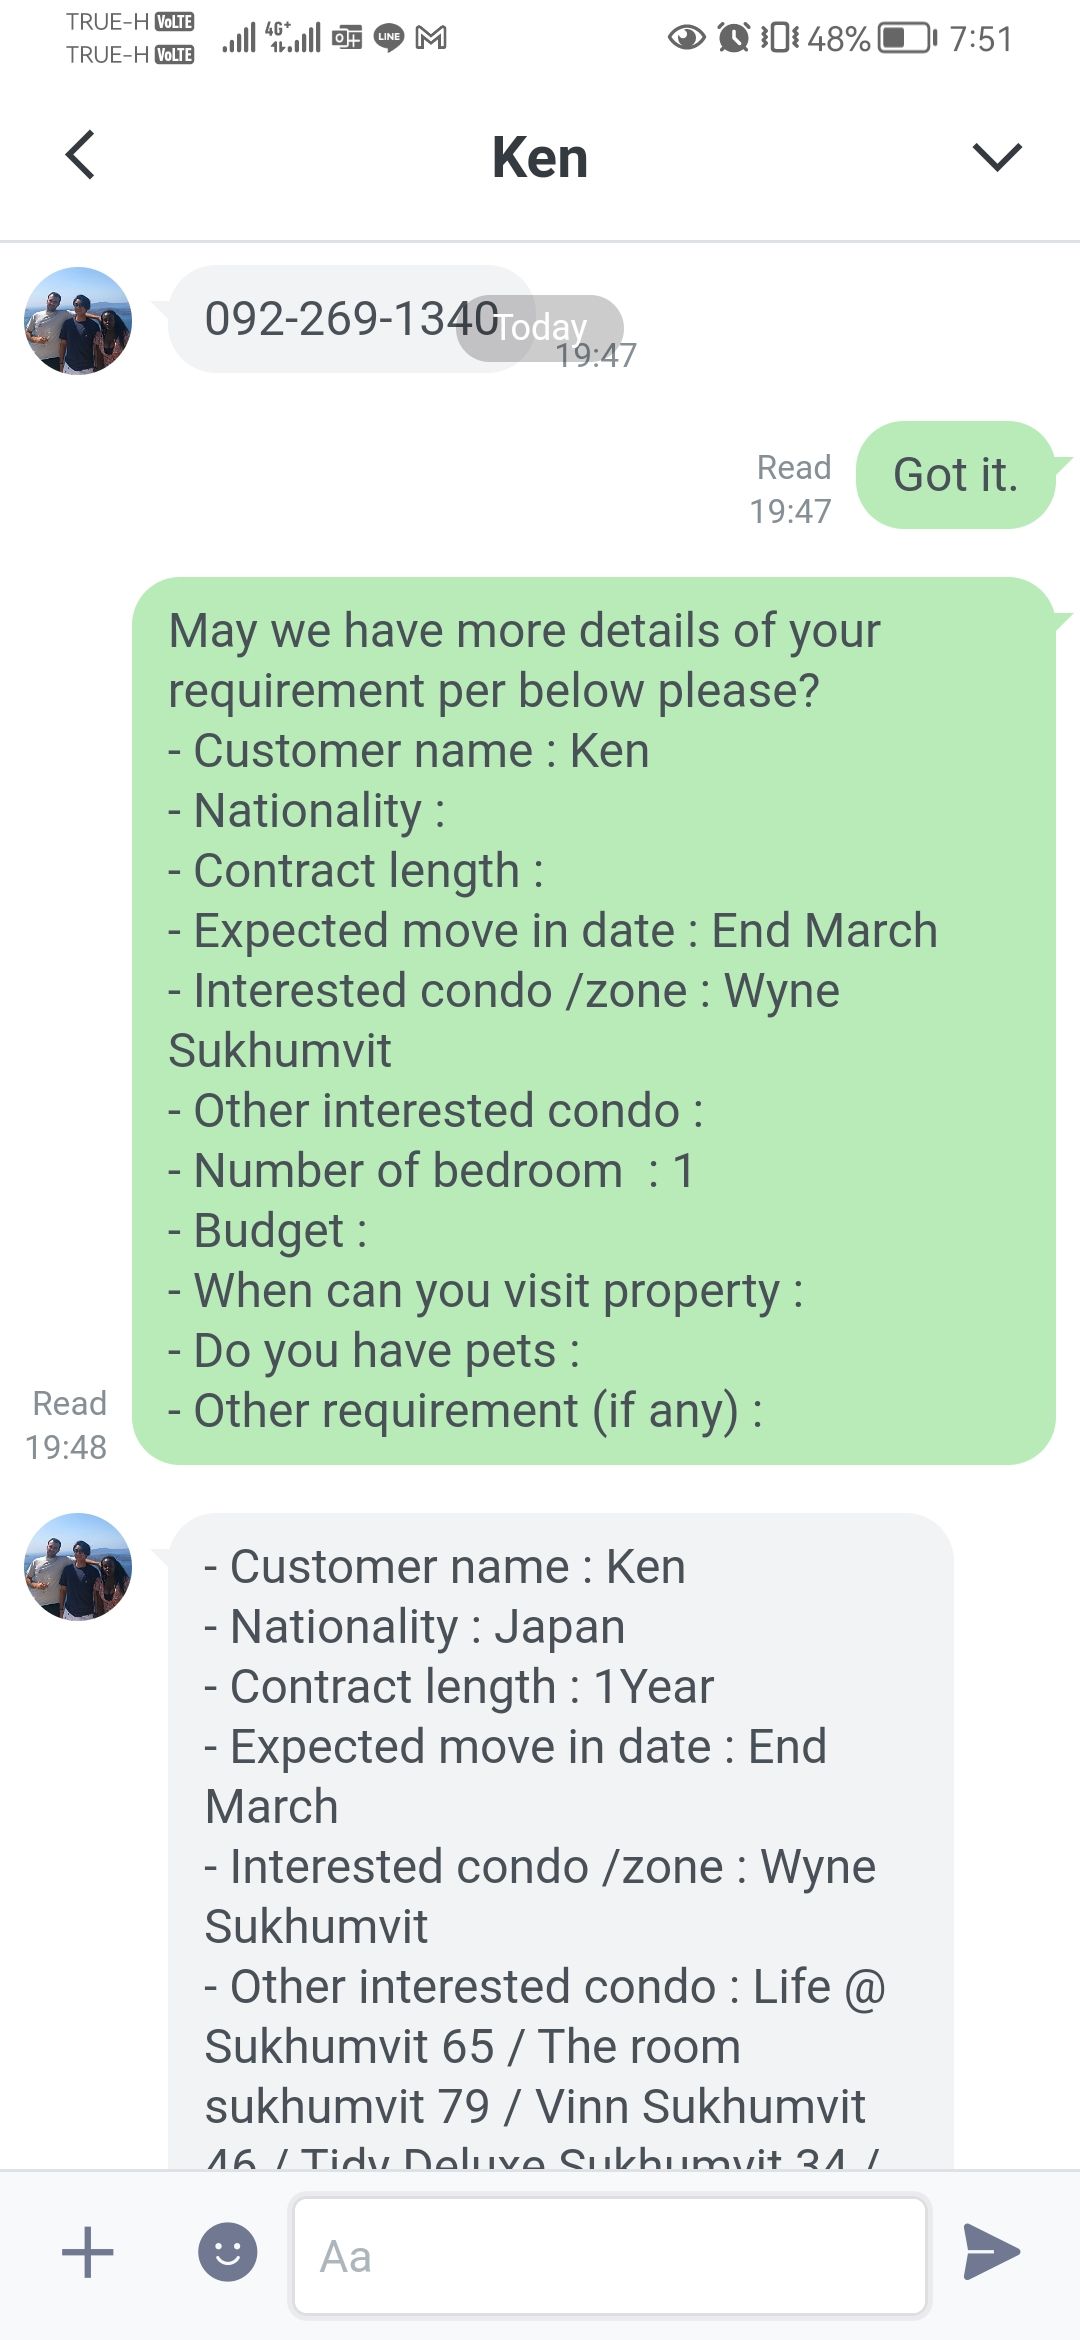 TRUE-H VoLTE
TRUE-H VoLTE
4G+
LINE
48%
7:51
Ken
092-269-1340
Today
19:47
Got it.
Read
19:47
May we have more details of your
requirement per below please?
- Customer name : Ken
- Nationality :
- Contract length :
- Expected move in date : End March
- Interested condo /zone : Wyne
Sukhumvit
- Other interested condo :
- Number of bedroom  : 1
- Budget :
- When can you visit property :
- Do you have pets :
- Other requirement (if any) :
Read
19:48
- Customer name : Ken
- Nationality : Japan
- Contract length : 1Year
- Expected move in date : End
March
- Interested condo /zone : Wyne
Sukhumvit
- Other interested condo : Life @
Sukhumvit 65 / The room
sukhumvit 79 / Vinn Sukhumvit
46 / Tidy Deluxe Sukhumvit 34 /
Aa